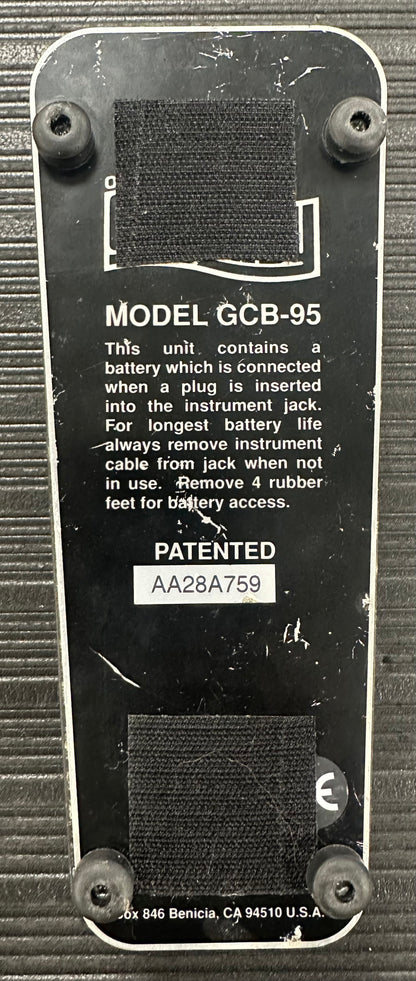 O
MODEL GCB-95
This unit contains a
battery which is connected
when a plug is inserted
into the instrument jack.
For longest battery life
always remove instrument
cable from jack when not
in use. Remove 4 rubber
feet for battery access.
PATENTED
AA28A759
CE
ox 846 Benicia, CA 94510 U.S.A.